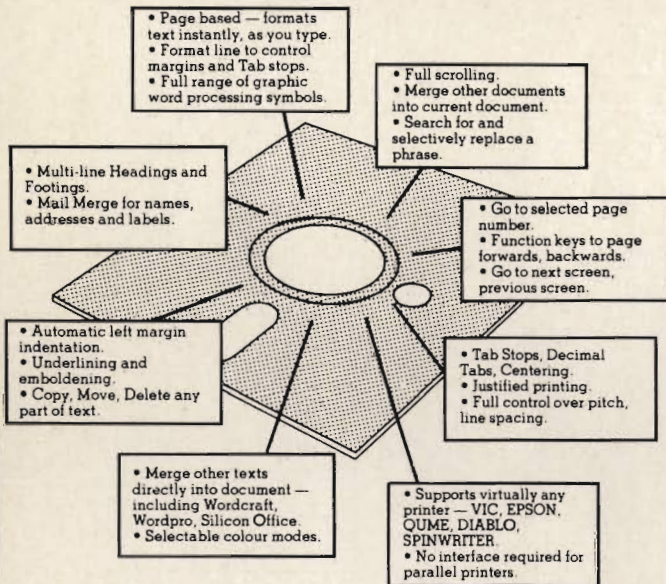 • Page based — formats
text instantly, as you type.
• Format line to control
margins and Tab stops.
• Full range of graphic
word processing symbols.
• Full scrolling.
• Merge other documents
into current document.
• Search for and
selectively replace a
phrase.
• Multi-line Headings and
Footings.
• Mail Merge for names,
addresses and labels.
• Go to selected page
number.
• Function keys to page
forwards, backwards.
• Go to next screen,
previous screen.
• Automatic left margin
indentation.
• Underlining and
emboldening.
• Copy, Move, Delete any
part of text.
• Tab Stops, Decimal
Tabs, Centering.
• Justified printing.
• Full control over pitch,
line spacing.
• Merge other texts
directly into document —
including Wordcraft,
Wordpro, Silicon Office.
• Selectable colour modes.
• Supports virtually any
printer — VIC, EPSON,
QUME, DIABLO,
SPINWRITER.
• No interface required for
parallel printers.